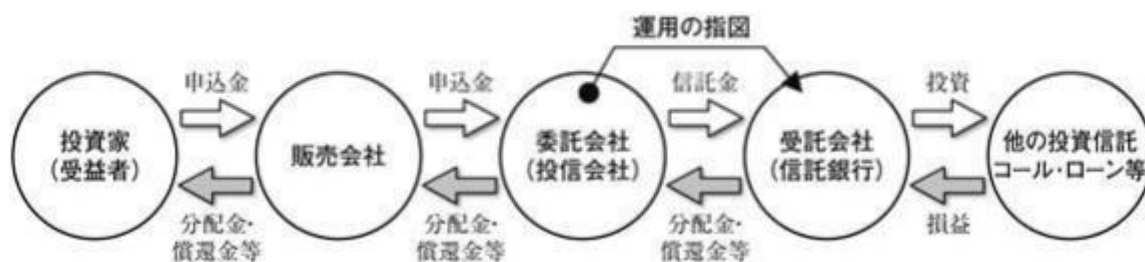 運用の指図
申込金
申込金
信託金
投資
投資家
(受益者)
販売会社
委託会社
(投信会社)
受託会社
(信託銀行)
他の投資信託
コール・ローン等
分配金・
償還金等
分配金・
償還金等
分配金・
償還金等
損益